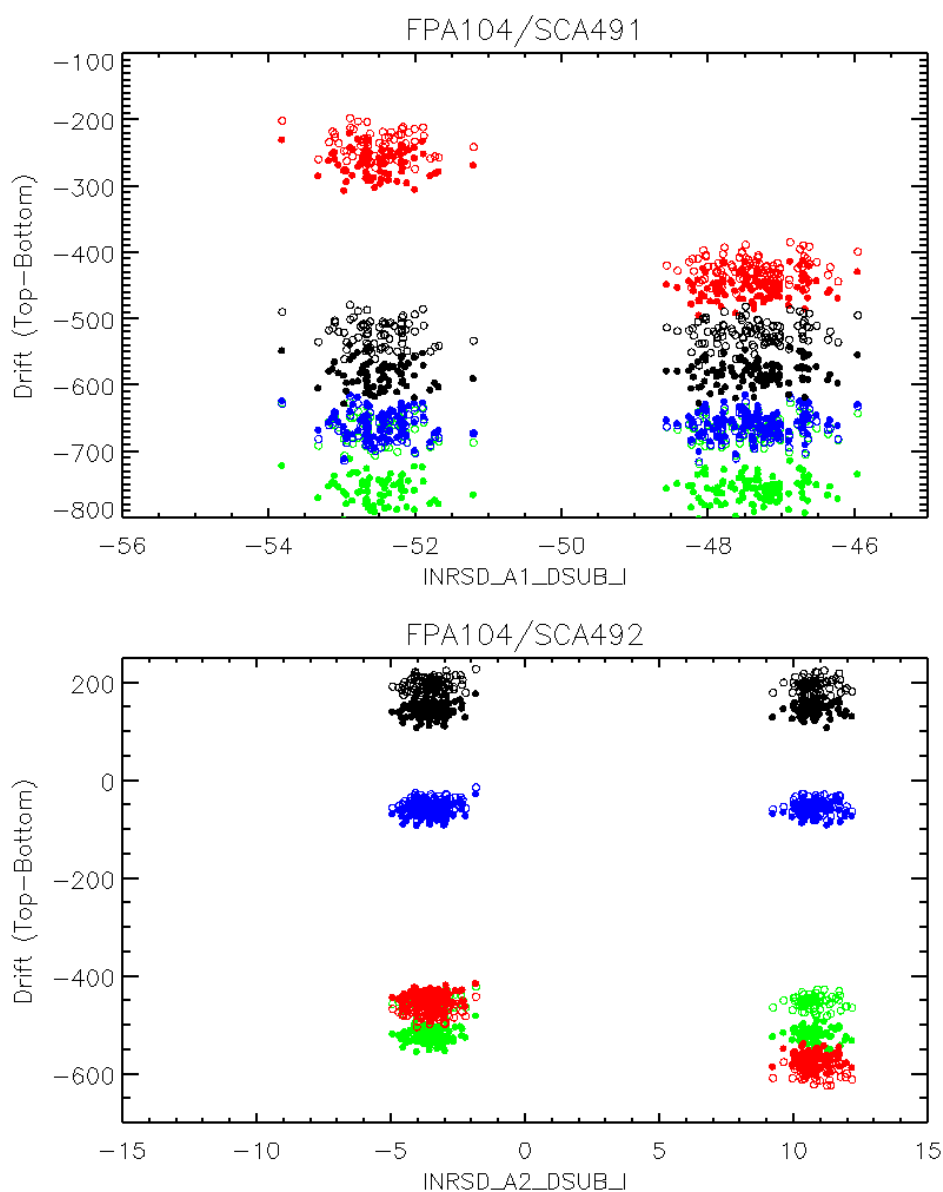 FPA104/SCA491
-100
-200
-300
-400
-500
-600
-700
-800
Drift (Top-Bottom)
-56 -54 -52 -50 -48 -46
INRSD_A1_DSUB_I
FPA104/SCA492
200
0
-200
-400
-600
Drift (Top-Bottom)
-15 -10 -5 0 5 10 15
INRSD_A2_DSUB_I